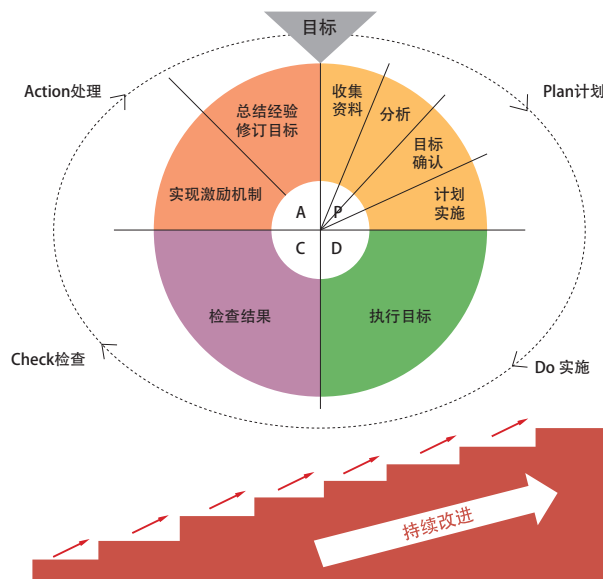 目标
Action处理
Plan计划
总结经验
修订目标
收集
资料
分析
目标
确认
计划
实施
实现激励机制
A
P
C
D
检查结果
执行目标
Check检查
Do 实施
持续改进